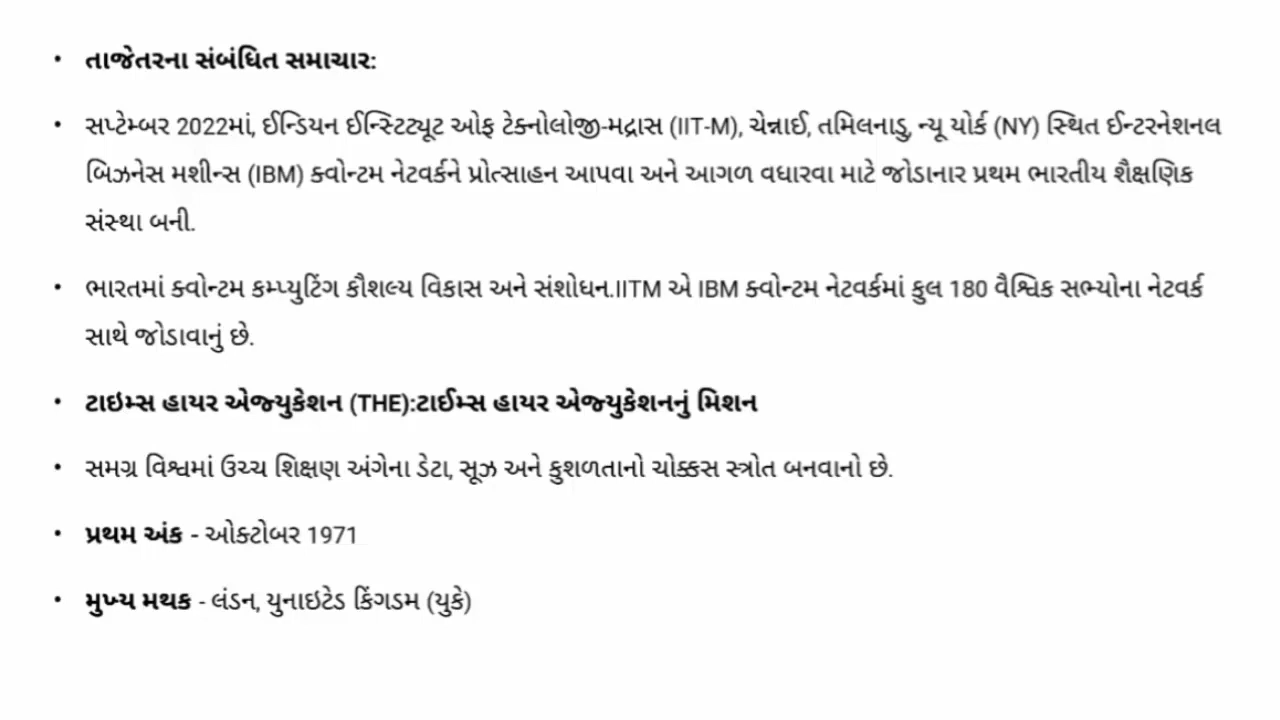 • તાજેતરના સંબંધિત સમાચાર:
• સપ્ટેમ્બર 2022માં, ઈન્ડિયન ઈન્સ્ટિટ્યૂટ ઓફ ટેક્નોલોજી-મદ્રાસ (IIT-M), ચેન્નાઈ, તમિલનાડુ, ન્યૂ યોર્ક (NY) સ્થિત ઈન્ટરનેશનલ
બિઝનેસ મશીન્સ (IBM) ક્વોન્ટમ નેટવર્કને પ્રોત્સાહન આપવા અને આગળ વધારવા માટે જોડાનાર પ્રથમ ભારતીય શૈક્ષણિક
સંસ્થા બની.
• ભારતમાં ક્વોન્ટમ કમ્પ્યુટિંગ કૌશલ્ય વિકાસ અને સંશોધન.IITM એ IBM ક્વોન્ટમ નેટવર્કમાં કુલ 180 વૈશ્વિક સભ્યોના નેટવર્ક
સાથે જોડાવાનું છે.
• ટાઇમ્સ હાયર એજ્યુકેશન (THE):ટાઈમ્સ હાયર એજ્યુકેશનનું મિશન
• સમગ્ર વિશ્વમાં ઉચ્ચ શિક્ષણ અંગેના ડેટા, સૂઝ અને કુશળતાનો ચોક્કસ સ્ત્રોત બનવાનો છે.
• પ્રથમ અંક - ઓક્ટોબર 1971
• મુખ્ય મથક - લંડન, યુનાઇટેડ કિંગડમ (યુકે)